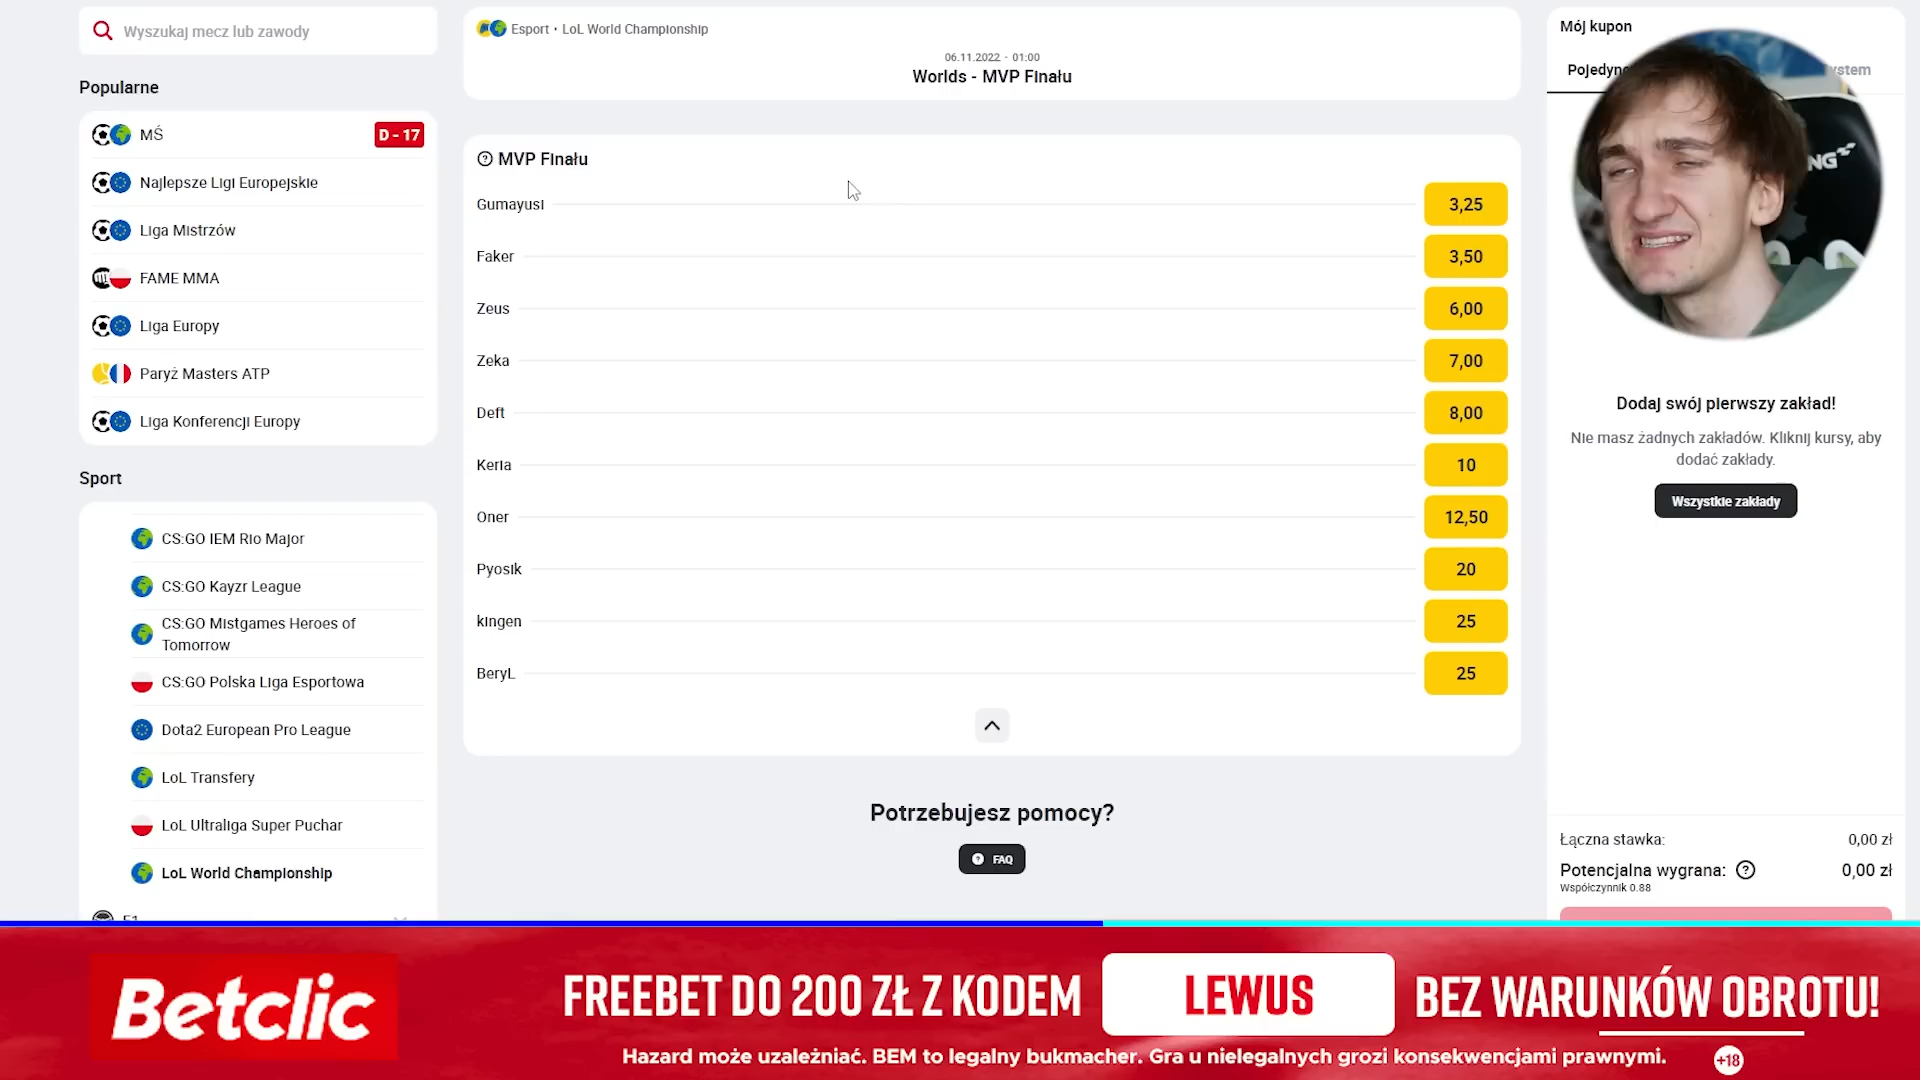 Wyszukaj mecz lub zawody
Popularne
MŚ
D - 17
Najlepsze Ligi Europejskie
Liga Mistrzów
FAME MMA
Liga Europy
Paryż Masters ATP
Liga Konferencji Europy
Sport
CS:GO IEM Rio Major
CS:GO Kayzr League
CS:GO Mistgames Heroes of
Tomorrow
CS:GO Polska Liga Esportowa
Dota2 European Pro League
LoL Transfery
LoL Ultraliga Super Puchar
LoL World Championship
F1
Esport • LoL World Championship
06.11.2022 - 01:00
Worlds - MVP Finału
MVP Finału
Gumayusi 3,25
Faker 3,50
Zeus 6,00
Zeka 7,00
Deft 8,00
Keria 10
Oner 12,50
Pyosik 20
kingen 25
BeryL 25
Potrzebujesz pomocy?
FAQ
Mój kupon
Dodaj swój pierwszy zakład!
Nie masz żadnych zakładów. Kliknij kursy, aby
dodać zakłady.
Wszystkie zakłady
Łączna stawka: 0,00 zł
Potencjalna wygrana: 0,00 zł
Współczynnik 0.88
Betclic
FREEBET DO 200 ZŁ Z KODEM LEWUS BEZ WARUNKÓW OBROTU!
Hazard może uzależniać. BEM to legalny bukmacher. Gra u nielegalnych grozi konsekwencjami prawnymi. +18